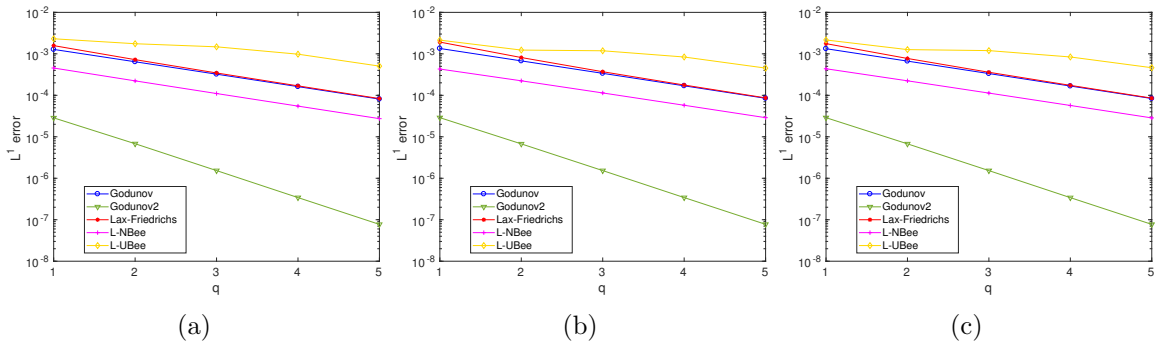 10^-2
10^-3
10^-4
10^-5
10^-6
10^-7
10^-8
L^1 error
Godunov
Godunov2
Lax-Friedrichs
L-NBee
L-UBee
1 2 3 4 5
q
(a)
10^-2
10^-3
10^-4
10^-5
10^-6
10^-7
10^-8
L^1 error
Godunov
Godunov2
Lax-Friedrichs
L-NBee
L-UBee
1 2 3 4 5
q
(b)
10^-2
10^-3
10^-4
10^-5
10^-6
10^-7
10^-8
L^1 error
Godunov
Godunov2
Lax-Friedrichs
L-NBee
L-UBee
1 2 3 4 5
q
(c)